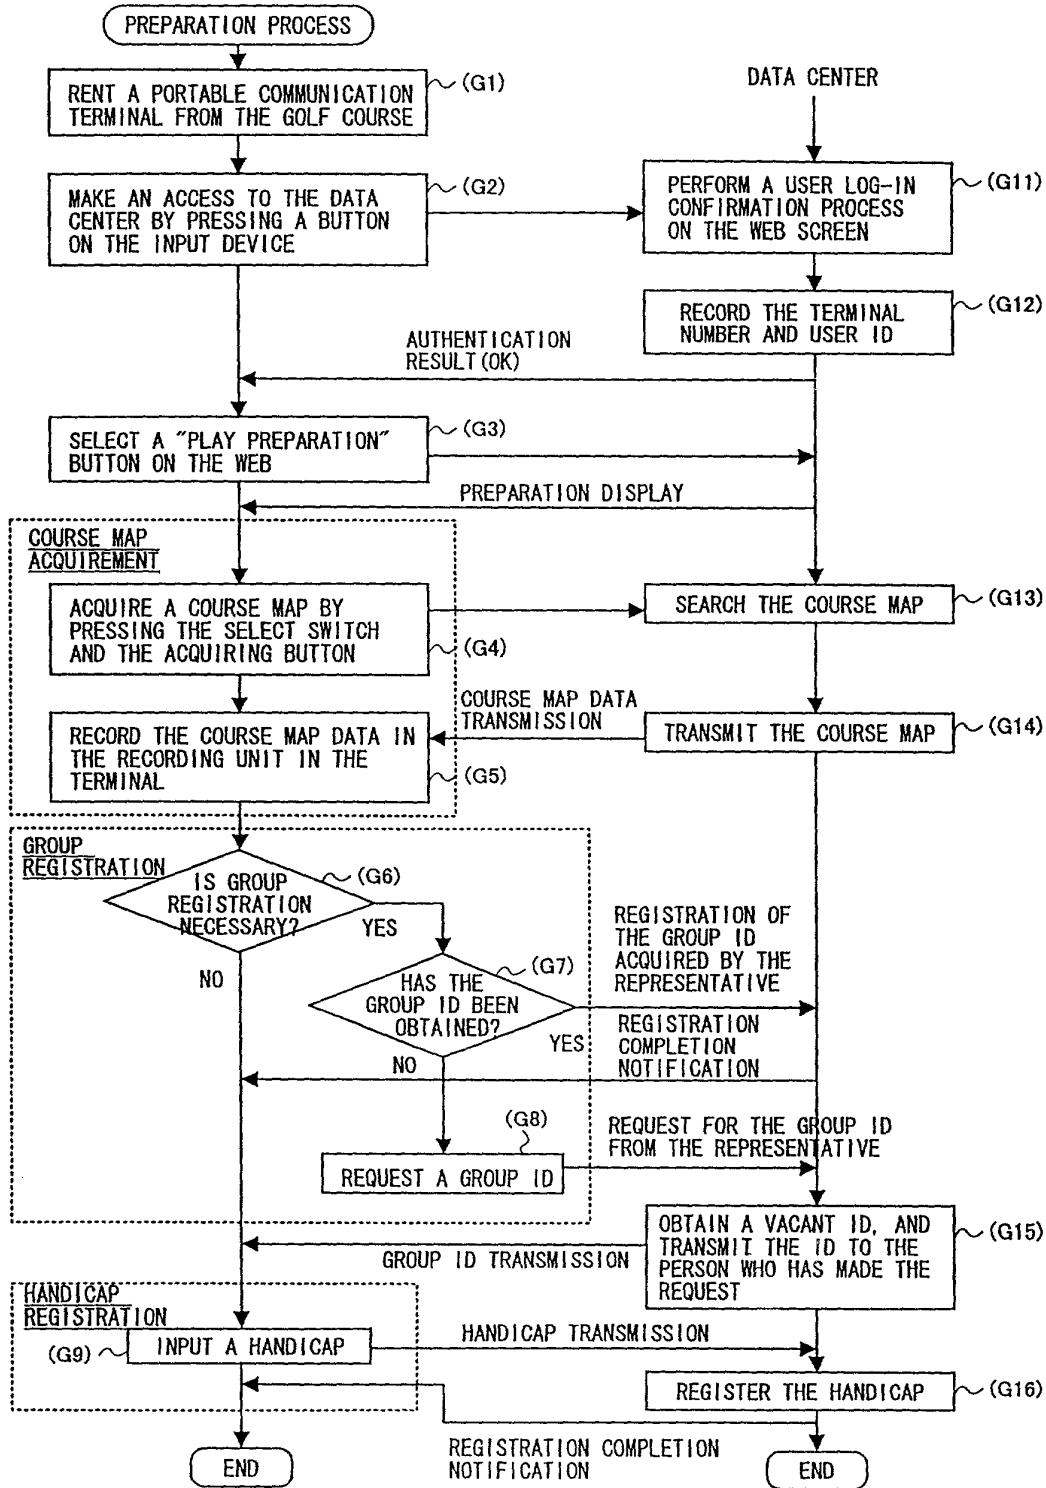 PREPARATION PROCESS
RENT A PORTABLE COMMUNICATION
TERMINAL FROM THE GOLF COURSE
(G1)
DATA CENTER
MAKE AN ACCESS TO THE DATA
CENTER BY PRESSING A BUTTON
ON THE INPUT DEVICE
(G2)
PERFORM A USER LOG-IN
CONFIRMATION PROCESS
ON THE WEB SCREEN
(G11)
RECORD THE TERMINAL
NUMBER AND USER ID
(G12)
AUTHENTICATION
RESULT(OK)
SELECT A "PLAY PREPARATION"
BUTTON ON THE WEB
(G3)
PREPARATION DISPLAY
COURSE MAP
ACQUIREMENT
ACQUIRE A COURSE MAP BY
PRESSING THE SELECT SWITCH
AND THE ACQUIRING BUTTON
(G4)
SEARCH THE COURSE MAP
(G13)
COURSE MAP DATA
TRANSMISSION
RECORD THE COURSE MAP DATA IN
THE RECORDING UNIT IN THE
TERMINAL
(G5)
TRANSMIT THE COURSE MAP
(G14)
GROUP
REGISTRATION
IS GROUP
REGISTRATION
NECESSARY?
(G6)
YES
NO
HAS THE
GROUP ID BEEN
OBTAINED?
(G7)
YES
NO
REGISTRATION OF
THE GROUP ID
ACQUIRED BY THE
REPRESENTATIVE
REGISTRATION
COMPLETION
NOTIFICATION
(G8)
REQUEST A GROUP ID
REQUEST FOR THE GROUP ID
FROM THE REPRESENTATIVE
OBTAIN A VACANT ID, AND
TRANSMIT THE ID TO THE
PERSON WHO HAS MADE THE
REQUEST
(G15)
GROUP ID TRANSMISSION
HANDICAP
REGISTRATION
(G9)
INPUT A HANDICAP
HANDICAP TRANSMISSION
REGISTER THE HANDICAP
(G16)
REGISTRATION COMPLETION
NOTIFICATION
END
END